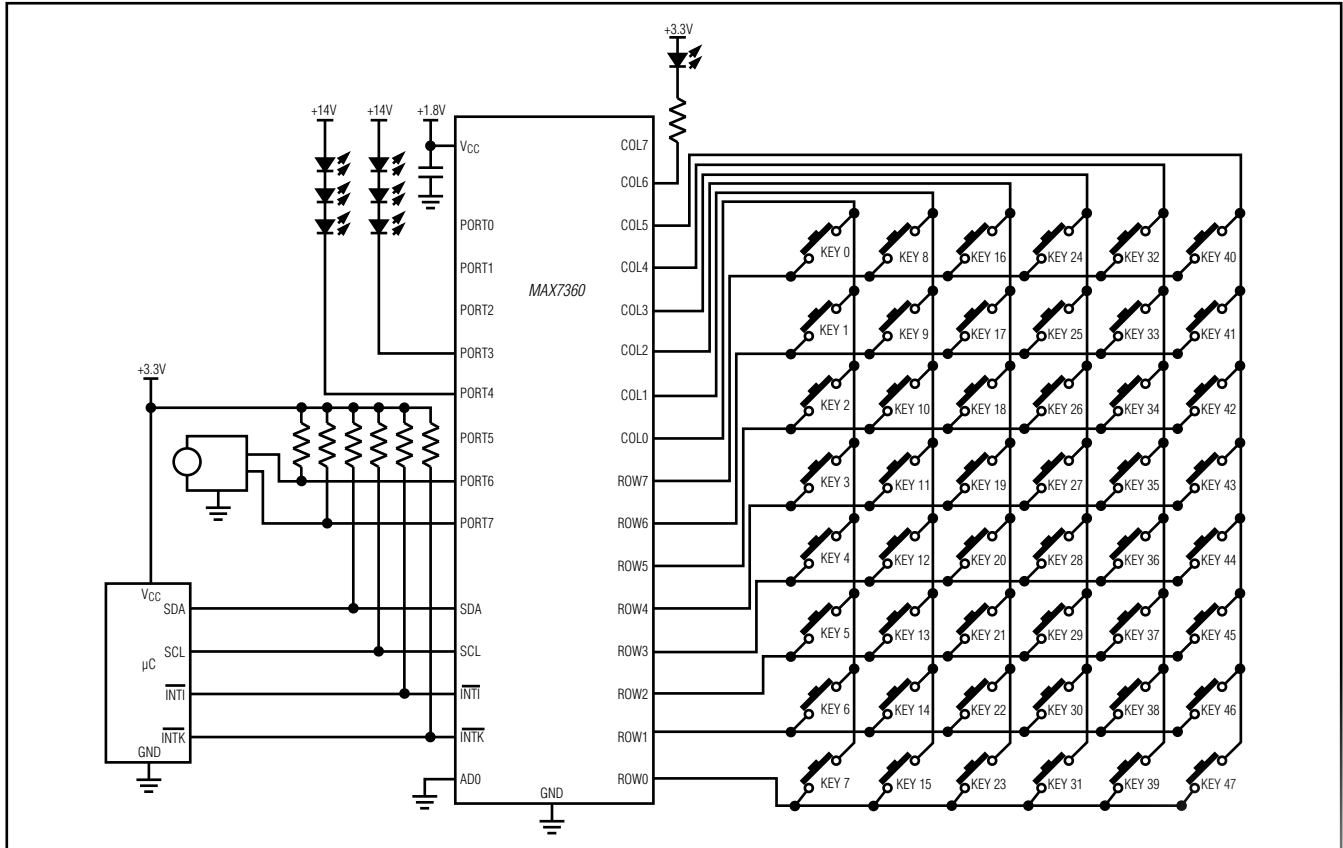 +3.3V
+14V
+14V
+1.8V
VCC
PORT0
PORT1
PORT2
PORT3
PORT4
PORT5
PORT6
PORT7
SDA
SCL
INTI
INTK
AD0
GND
MAX7360
COL7
COL6
COL5
COL4
COL3
COL2
COL1
COL0
ROW7
ROW6
ROW5
ROW4
ROW3
ROW2
ROW1
ROW0
+3.3V
VCC
SDA
SCL
µC
INTI
INTK
GND
KEY 0 KEY 8 KEY 16 KEY 24 KEY 32 KEY 40
KEY 1 KEY 9 KEY 17 KEY 25 KEY 33 KEY 41
KEY 2 KEY 10 KEY 18 KEY 26 KEY 34 KEY 42
KEY 3 KEY 11 KEY 19 KEY 27 KEY 35 KEY 43
KEY 4 KEY 12 KEY 20 KEY 28 KEY 36 KEY 44
KEY 5 KEY 13 KEY 21 KEY 29 KEY 37 KEY 45
KEY 6 KEY 14 KEY 22 KEY 30 KEY 38 KEY 46
KEY 7 KEY 15 KEY 23 KEY 31 KEY 39 KEY 47